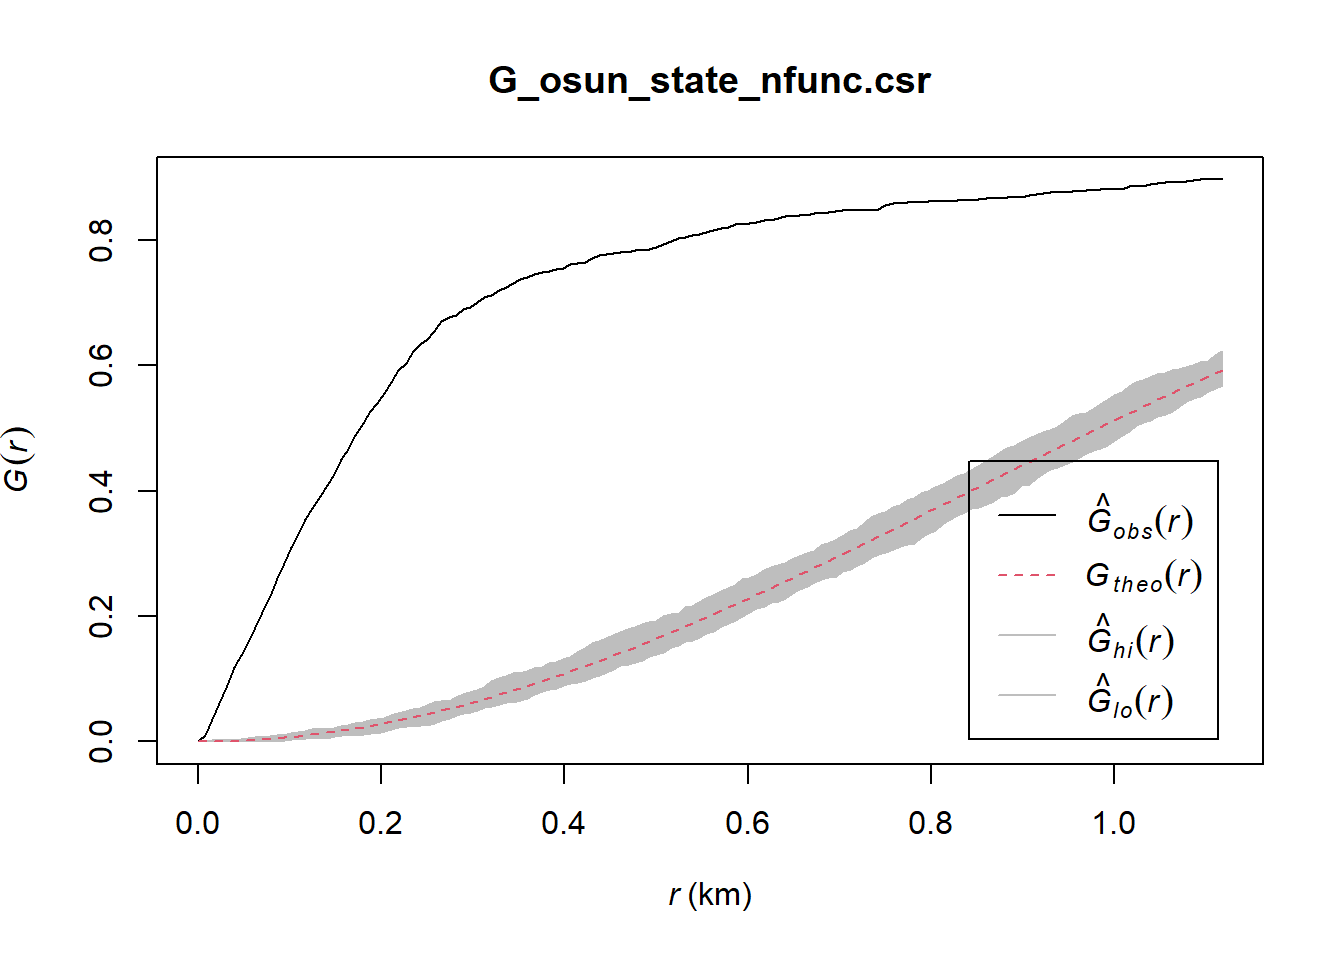 G_osun_state_nfunc.csr
G(r)
0.8
0.6
0.4
0.2
0.0
Ĝobs(r)
Gtheo(r)
Ĝhi(r)
Ĝlo(r)
0.0 0.2 0.4 0.6 0.8 1.0
r (km)